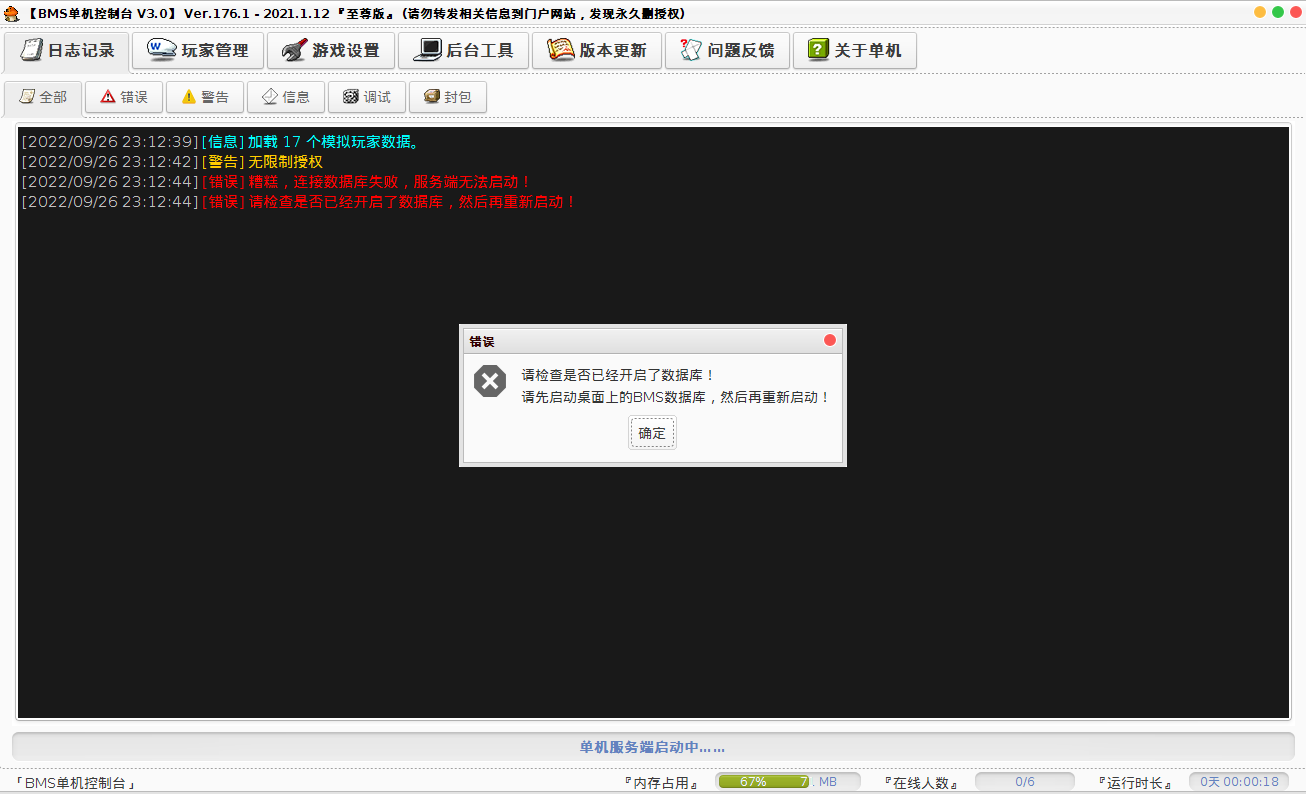 【BMS单机控制台 V3.0】 Ver.176.1 - 2021.1.12 『至尊版』 (请勿转发相关信息到门户网站，发现永久删授权)
日志记录 玩家管理 游戏设置 后台工具 版本更新 问题反馈 关于单机
全部 错误 警告 信息 调试 封包
[2022/09/26 23:12:39][信息] 加载 17 个模拟玩家数据。
[2022/09/26 23:12:42][警告] 无限制授权
[2022/09/26 23:12:44][错误] 糟糕，连接数据库失败，服务端无法启动！
[2022/09/26 23:12:44][错误] 请检查是否已经开启了数据库，然后再重新启动！
错误
请检查是否已经开启了数据库！
请先启动桌面上的BMS数据库，然后再重新启动！
确定
单机服务端启动中……
「BMS单机控制台」 『内存占用』 67% 7. MB 『在线人数』 0/6 『运行时长』 0天 00:00:18